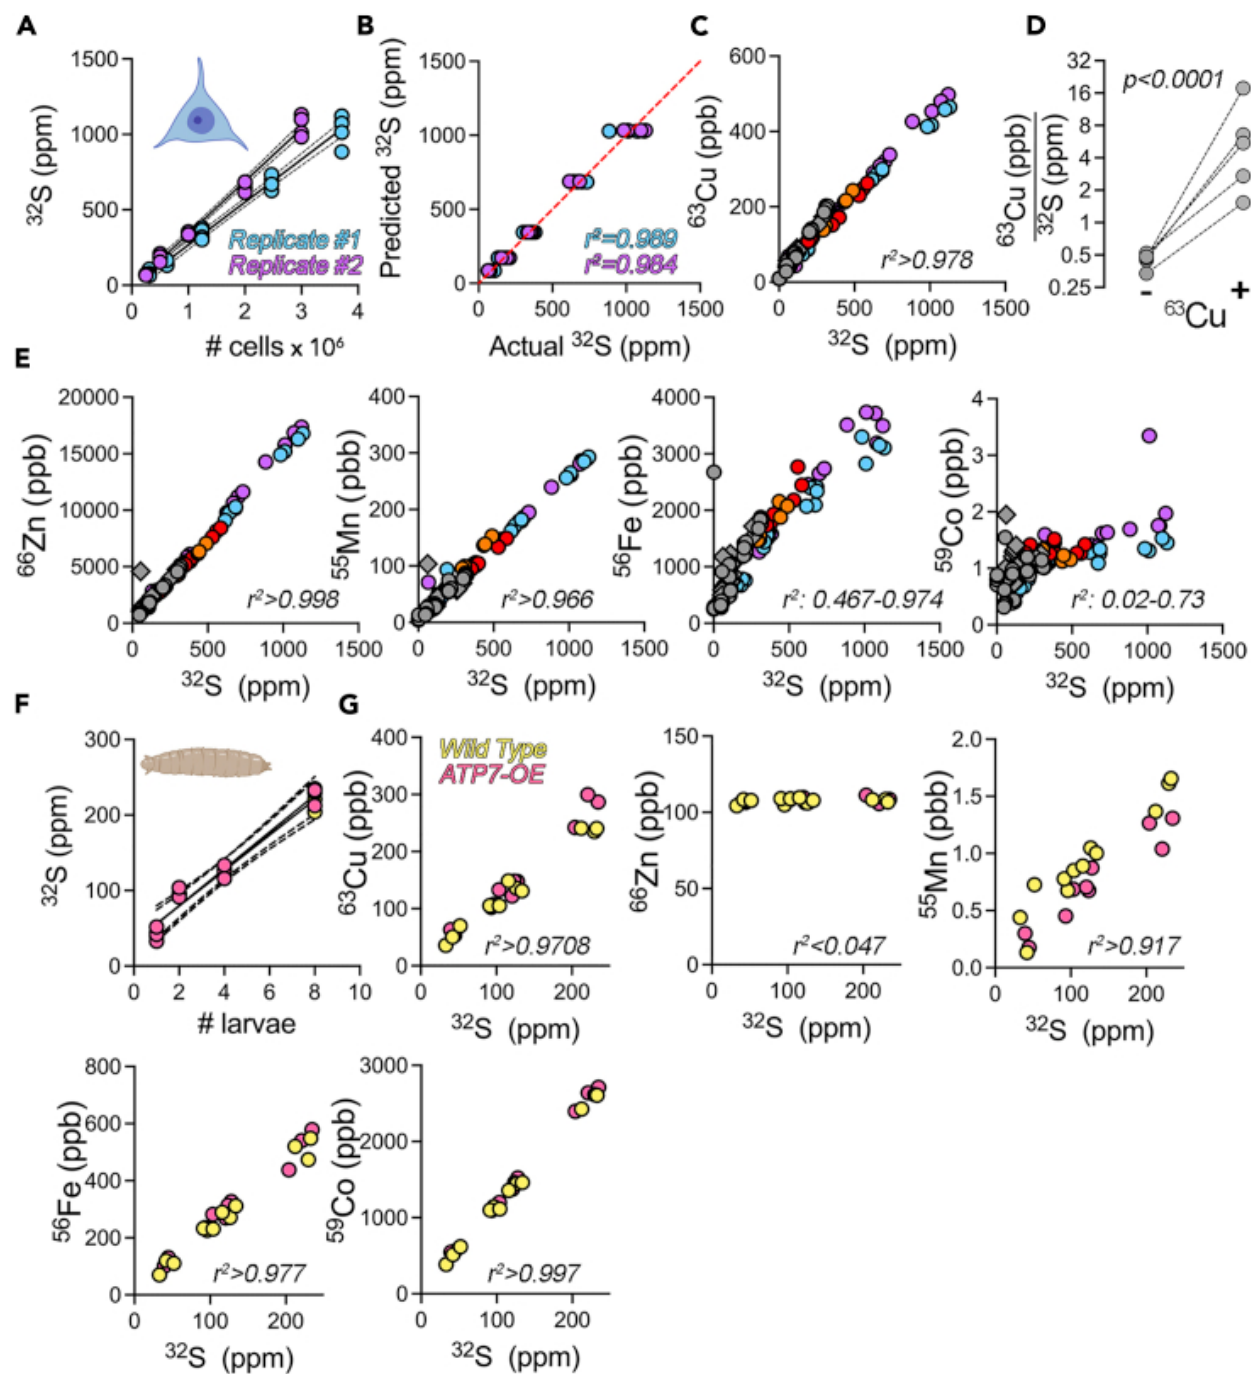 A
B
C
D
1500
1000
500
0
32S (ppm)
0 1 2 3 4
# cells x 10⁶
Replicate #1
Replicate #2
1500
1000
500
0
Predicted 32S (ppm)
0 500 1000 1500
Actual 32S (ppm)
r²=0.989
r²=0.984
600
400
200
0
63Cu (ppb)
0 500 1000 1500
32S (ppm)
r²>0.978
32
16
8
4
2
1
0.5
0.25
63Cu (ppb)
32S (ppm)
p<0.0001
- +
63Cu
E
20000
15000
10000
5000
0
66Zn (ppb)
0 500 1000 1500
32S (ppm)
r²>0.998
400
300
200
100
0
55Mn (pbb)
0 500 1000 1500
32S (ppm)
r²>0.966
4000
3000
2000
1000
0
56Fe (ppb)
0 500 1000 1500
32S (ppm)
r²: 0.467-0.974
4
3
2
1
0
59Co (ppb)
0 500 1000 1500
32S (ppm)
r²: 0.02-0.73
F
G
300
200
100
0
32S (ppm)
0 2 4 6 8 10
# larvae
400
300
200
100
0
63Cu (ppb)
Wild Type
ATP7-OE
r²>0.9708
0 100 200
32S (ppm)
150
100
50
0
66Zn (ppb)
r²<0.047
0 100 200
32S (ppm)
2.0
1.5
1.0
0.5
0.0
55Mn (pbb)
r²>0.917
0 100 200
32S (ppm)
800
600
400
200
0
56Fe (ppb)
r²>0.977
0 100 200
32S (ppm)
3000
2000
1000
0
59Co (ppb)
r²>0.997
0 100 200
32S (ppm)